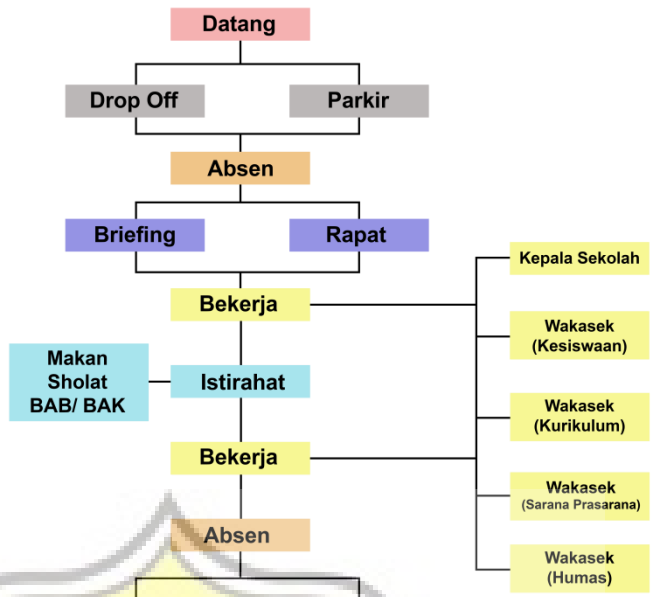 Datang
Drop Off
Parkir
Absen
Briefing
Rapat
Bekerja
Kepala Sekolah
Wakasek
(Kesiswaan)
Makan
Sholat
BAB/ BAK
Istirahat
Wakasek
(Kurikulum)
Bekerja
Wakasek
(Sarana Prasarana)
Absen
Wakasek
(Humas)